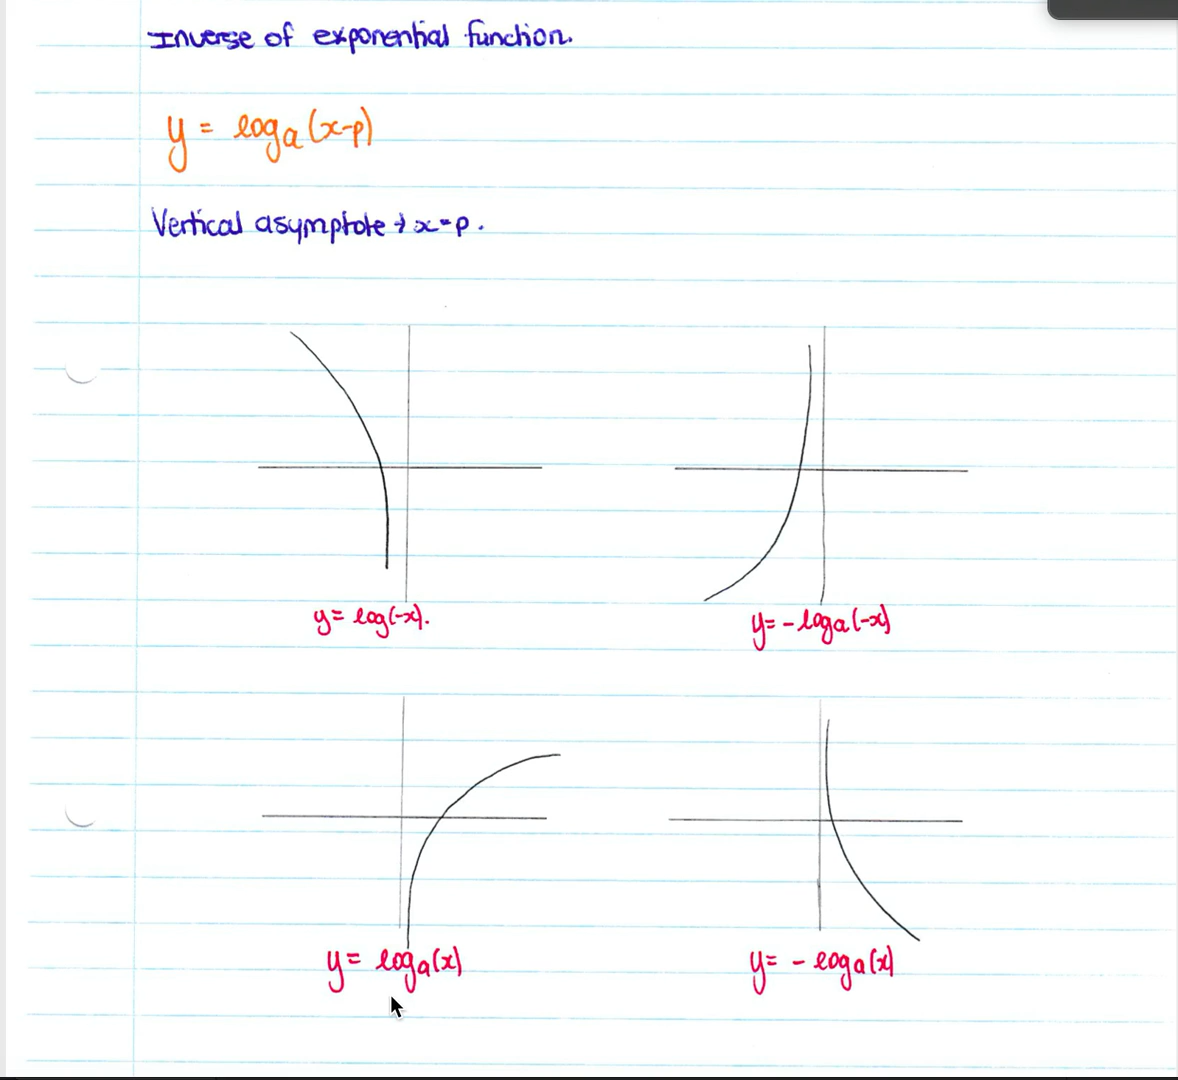 Inverse of exponential function.
y = logₐ(x-p)
Vertical asymptote → x=p.
y= log(-x).
y= -logₐ(-x)
y= logₐ(x)
y= -logₐ(x)